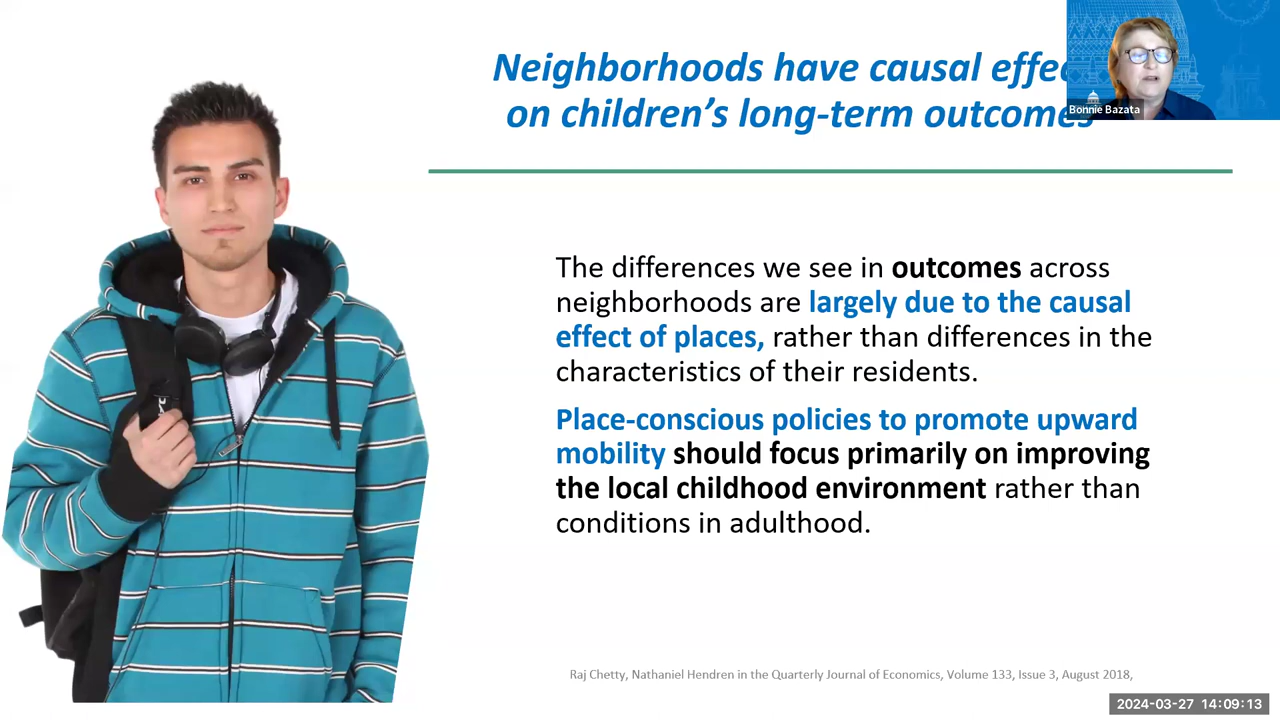 Neighborhoods have causal effec
on children's long-term outcomes
Bonnie Bazata
The differences we see in outcomes across
neighborhoods are largely due to the causal
effect of places, rather than differences in the
characteristics of their residents.
Place-conscious policies to promote upward
mobility should focus primarily on improving
the local childhood environment rather than
conditions in adulthood.
Raj Chetty, Nathaniel Hendren in the Quarterly Journal of Economics, Volume 133, Issue 3, August 2018,
2024-03-27 14:09:13